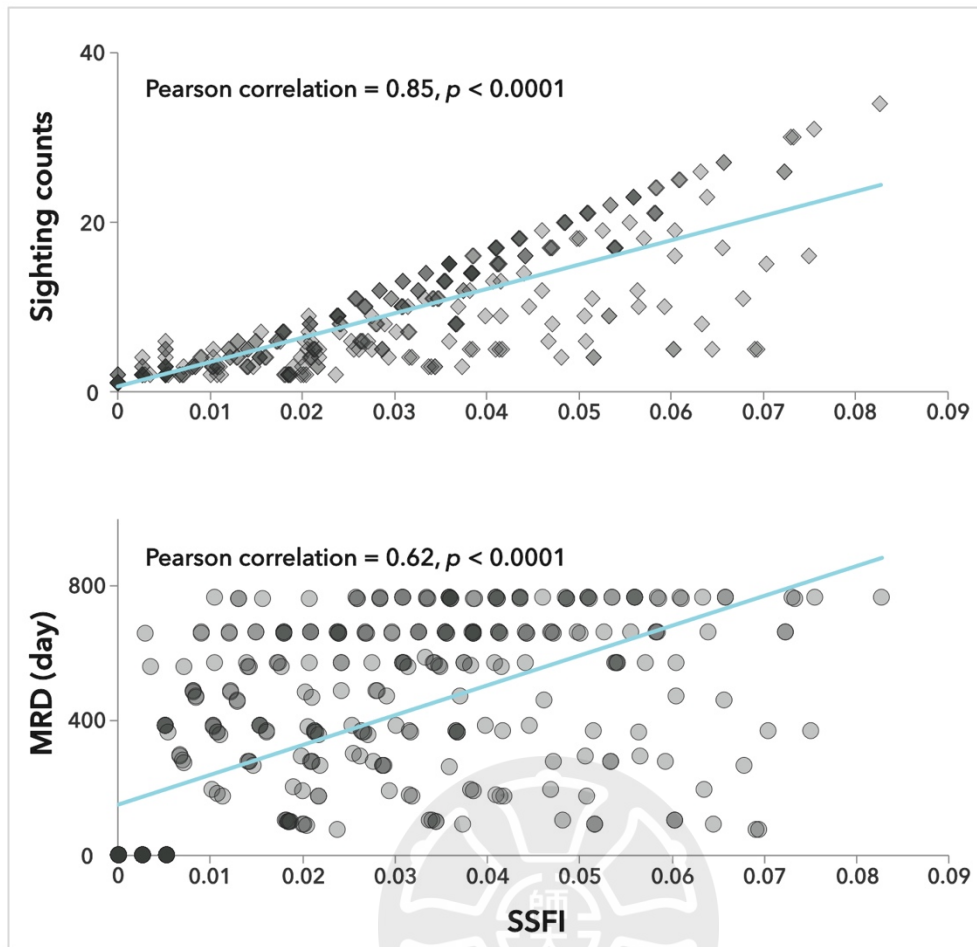 40
Pearson correlation = 0.85, p < 0.0001
Sighting counts
20
0
0 0.01 0.02 0.03 0.04 0.05 0.06 0.07 0.08 0.09
Pearson correlation = 0.62, p < 0.0001
800
MRD (day)
400
0
0 0.01 0.02 0.03 0.04 0.05 0.06 0.07 0.08 0.09
SSFI
師